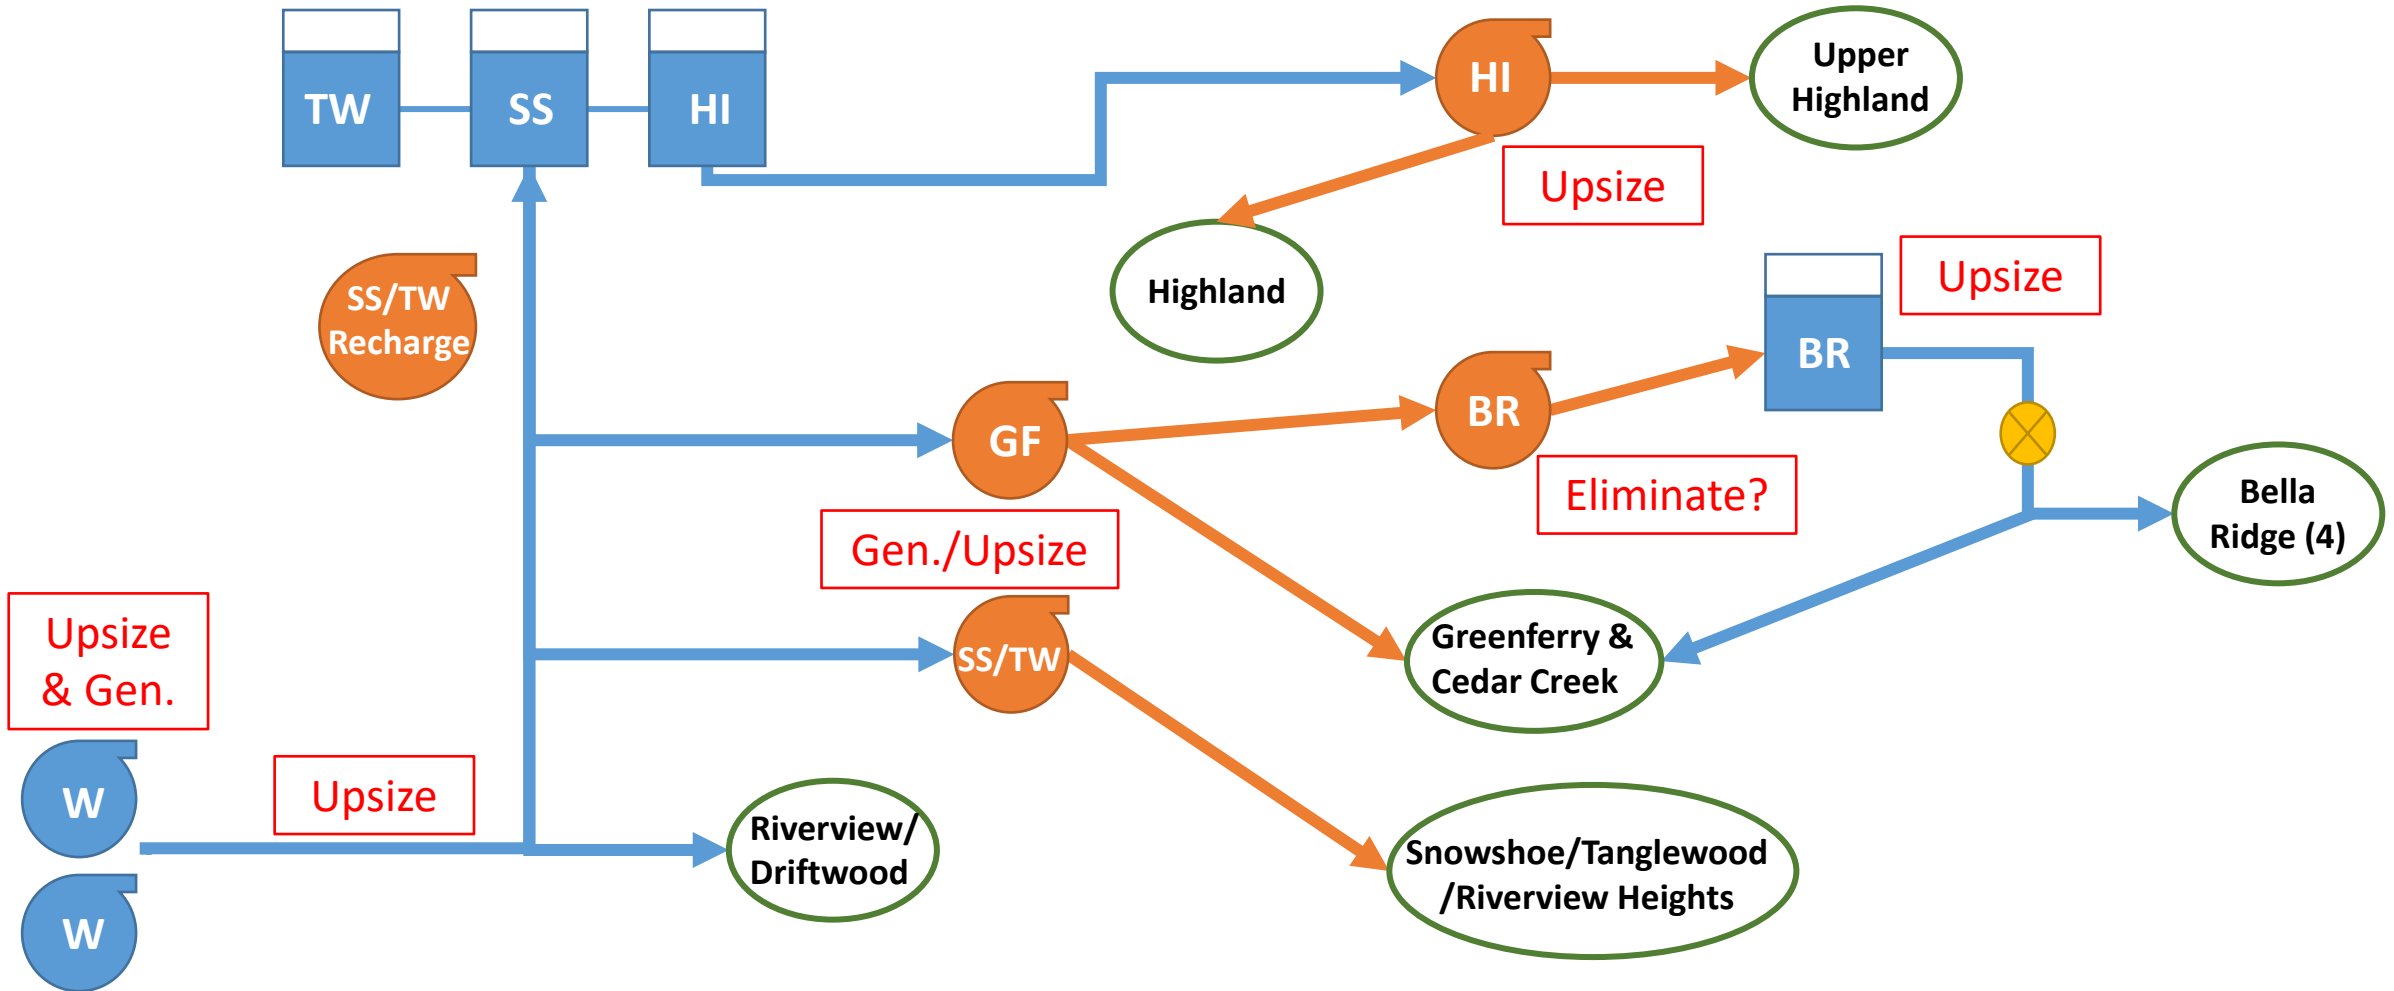 TW
SS
HI
HI
Upper
Highland
Upsize
Highland
SS/TW
Recharge
Upsize
BR
BR
GF
Eliminate?
Bella
Ridge (4)
Gen./Upsize
Upsize
& Gen.
SS/TW
Greenferry &
Cedar Creek
W
Upsize
Riverview/
Driftwood
Snowshoe/Tanglewood
/Riverview Heights
W